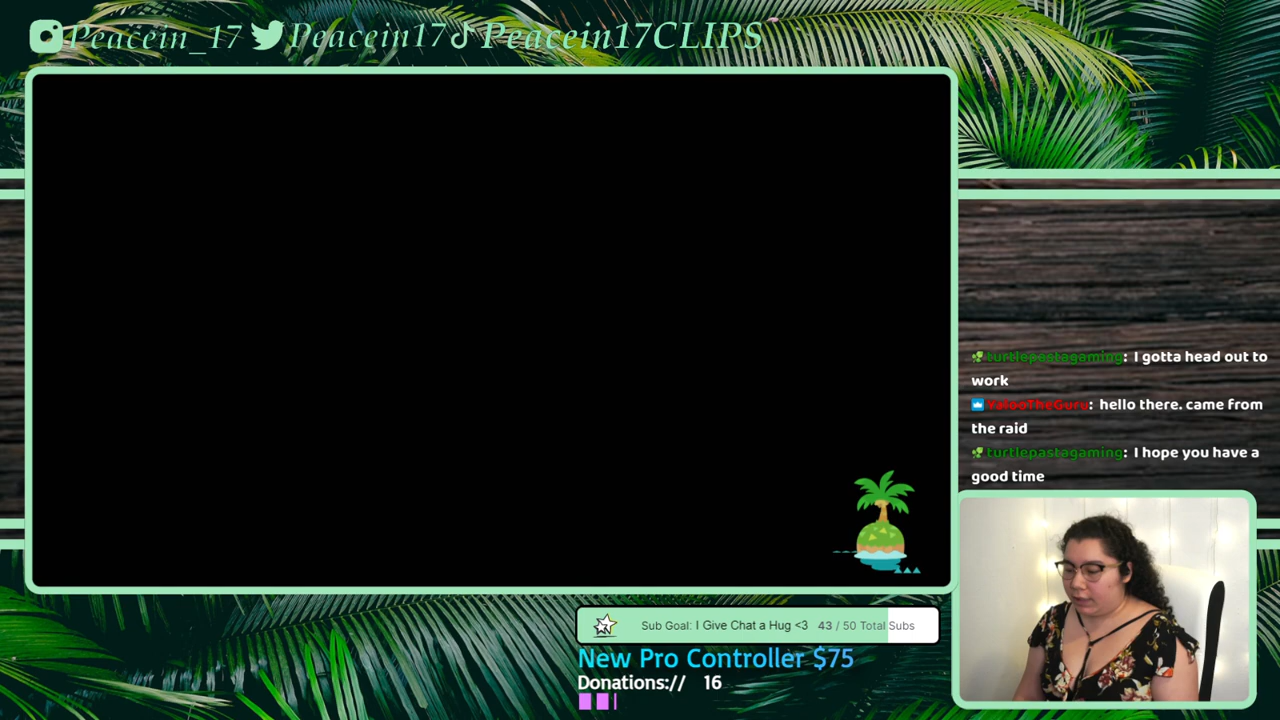 Peacein_17 Peacein17 Peacein17CLIPS
turtlepastagaming: I gotta head out to
work
YalooTheGuru: hello there. came from
the raid
turtlepastagaming: I hope you have a
good time
Sub Goal: I Give Chat a Hug <3 43 / 50 Total Subs
New Pro Controller $75
Donations:// 16